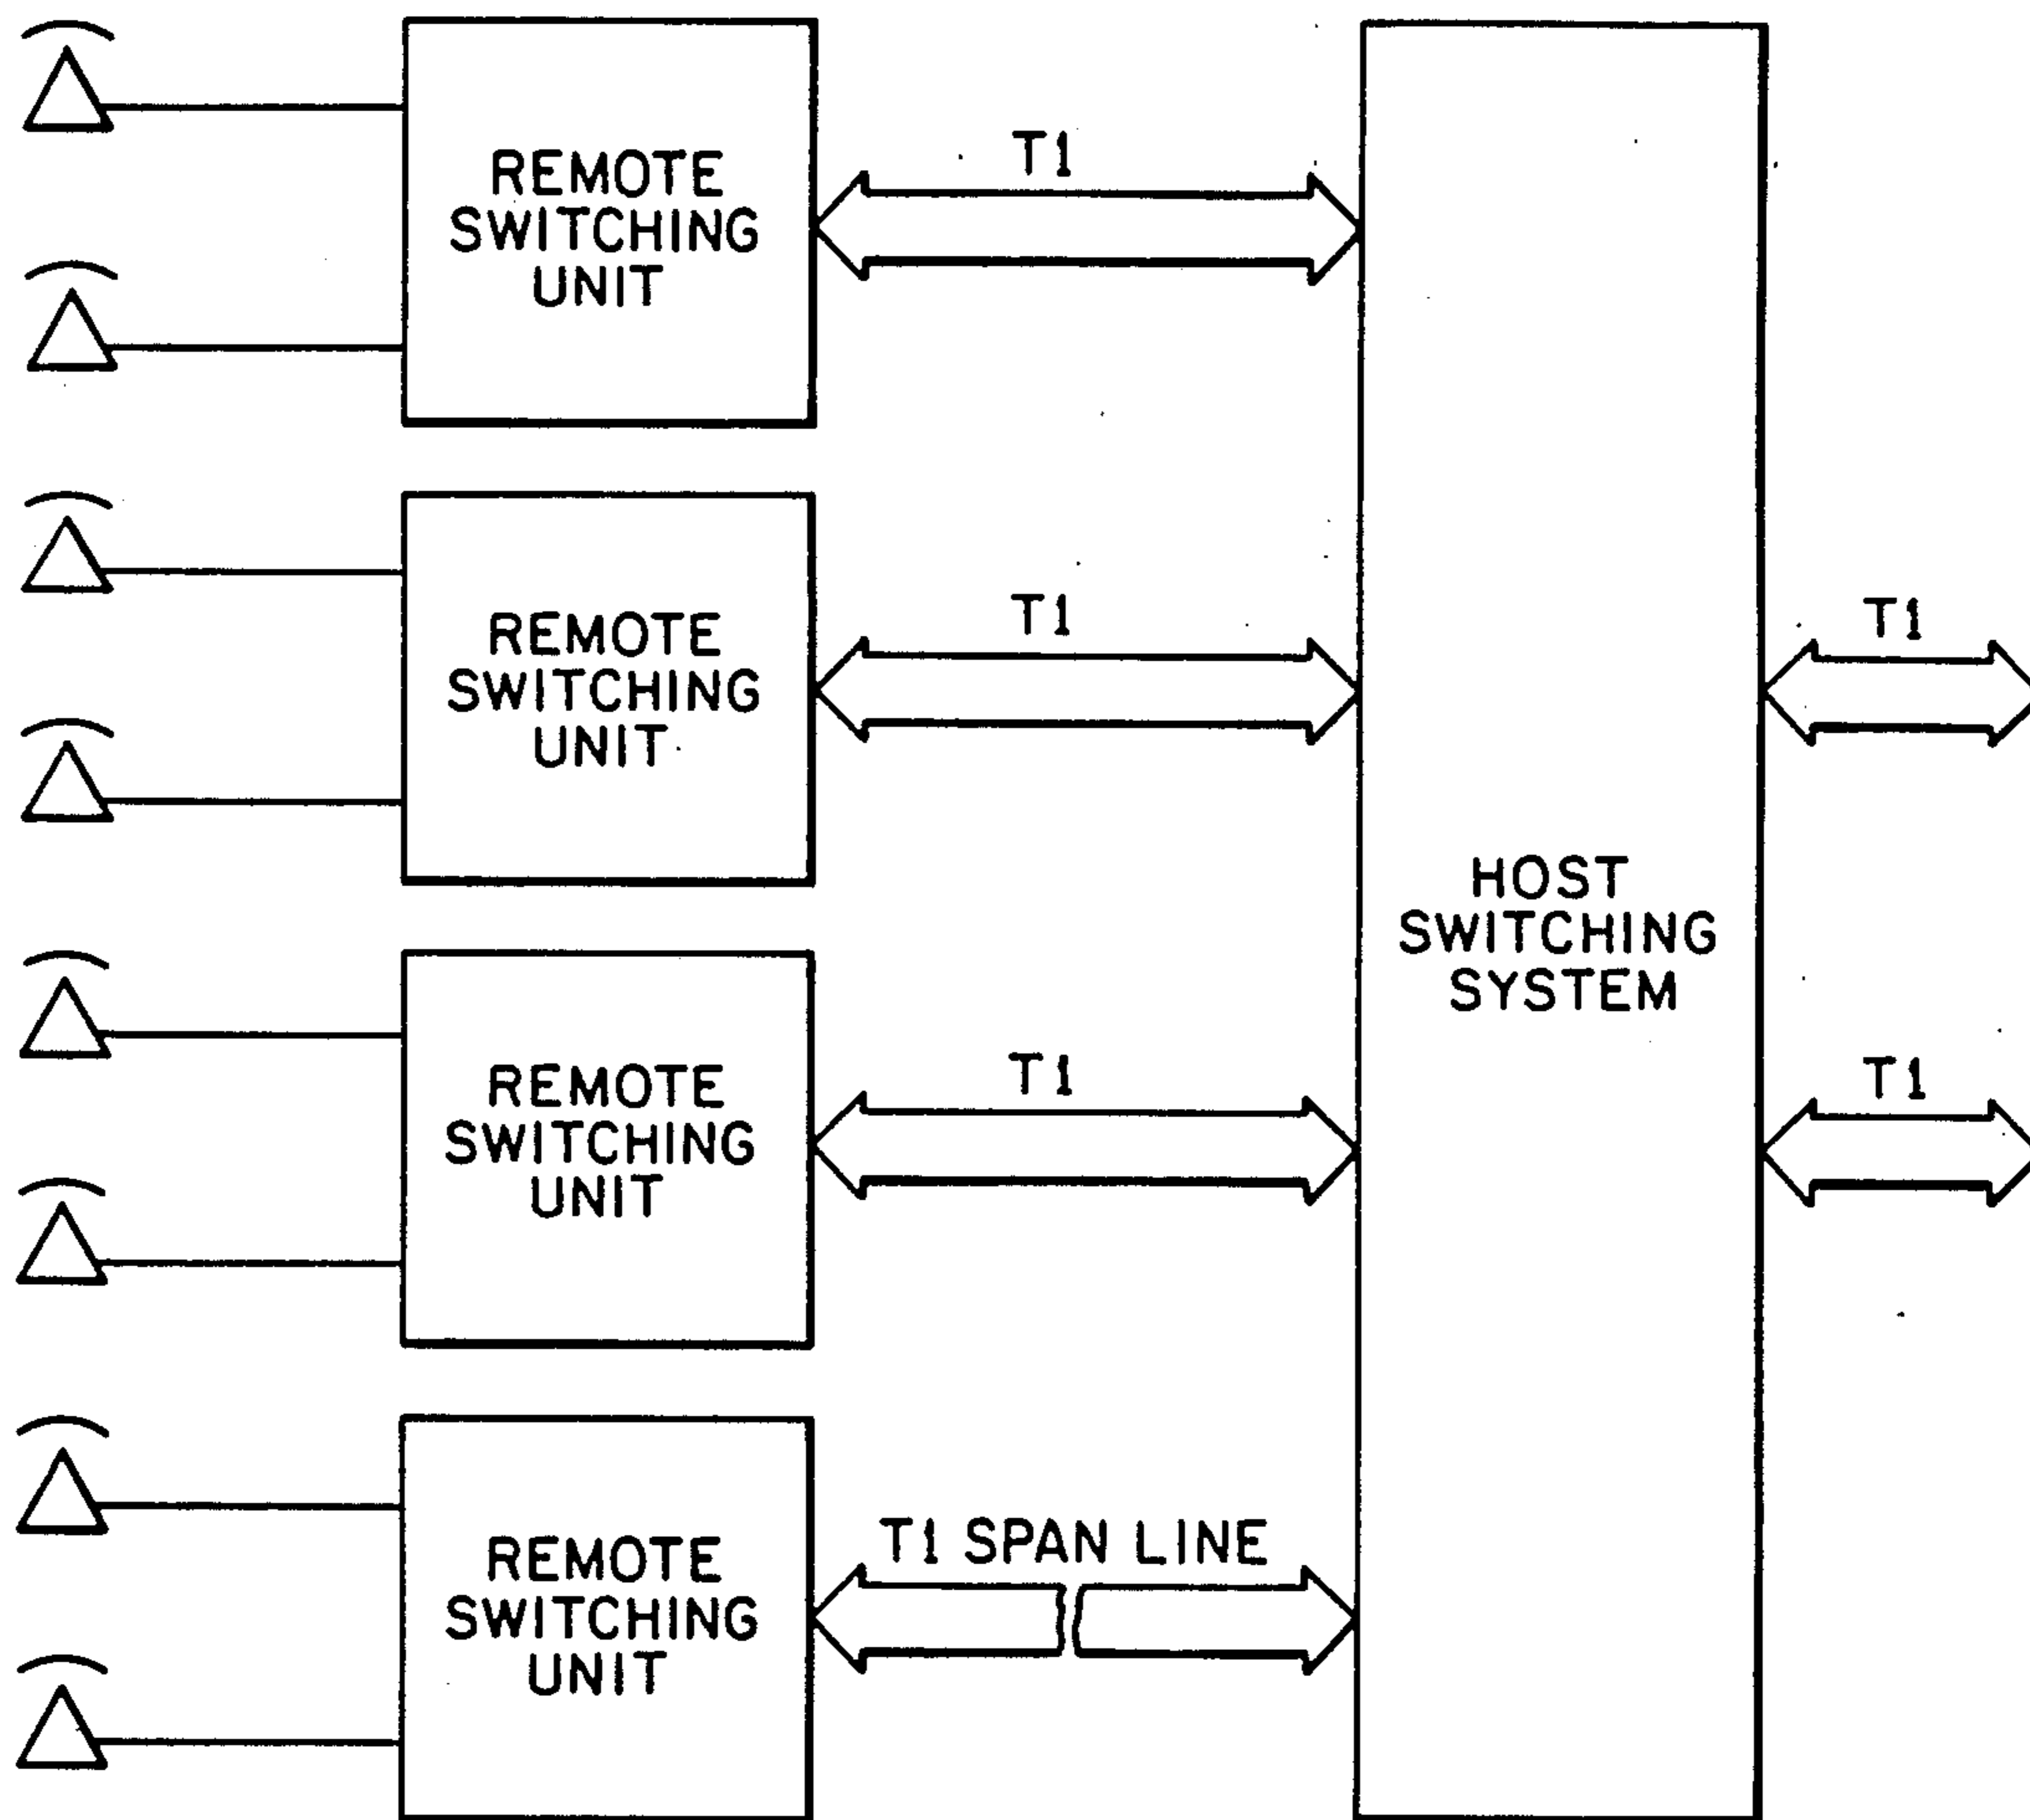 REMOTE
SWITCHING
UNIT
T1
REMOTE
SWITCHING
UNIT
T1
T1
HOST
SWITCHING
SYSTEM
REMOTE
SWITCHING
UNIT
T1
T1
REMOTE
SWITCHING
UNIT
T1 SPAN LINE